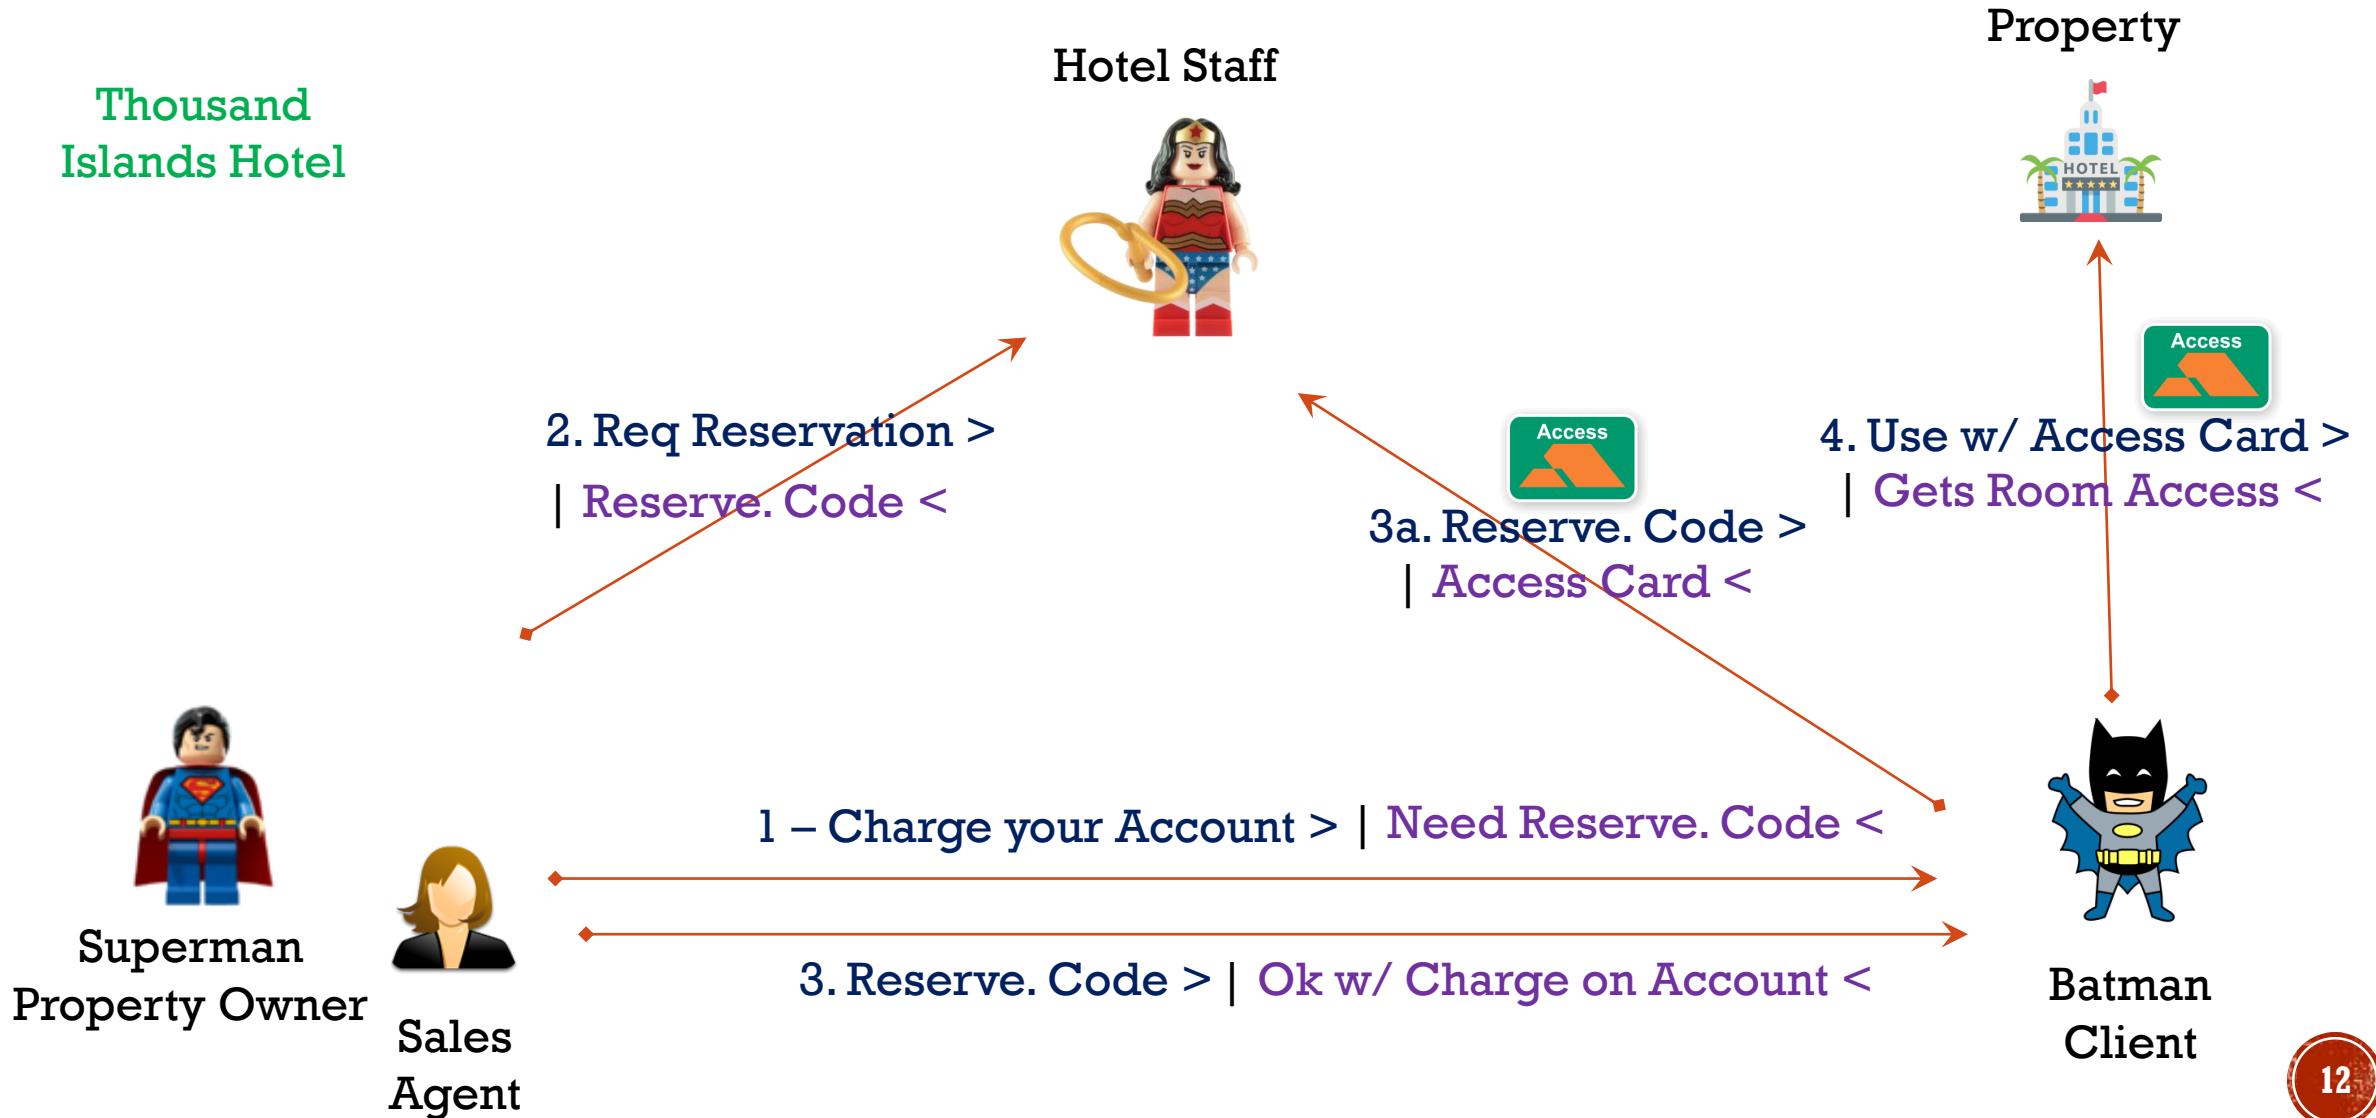 Property
Hotel Staff
Thousand
Islands Hotel
HOTEL
Access
2. Req Reservation >
| Reserve. Code <
Access
4. Use w/ Access Card >
| Gets Room Access <
3a. Reserve. Code >
| Access Card <
1 – Charge your Account > | Need Reserve. Code <
3. Reserve. Code > | Ok w/ Charge on Account <
Superman
Property Owner
Sales
Agent
Batman
Client
12